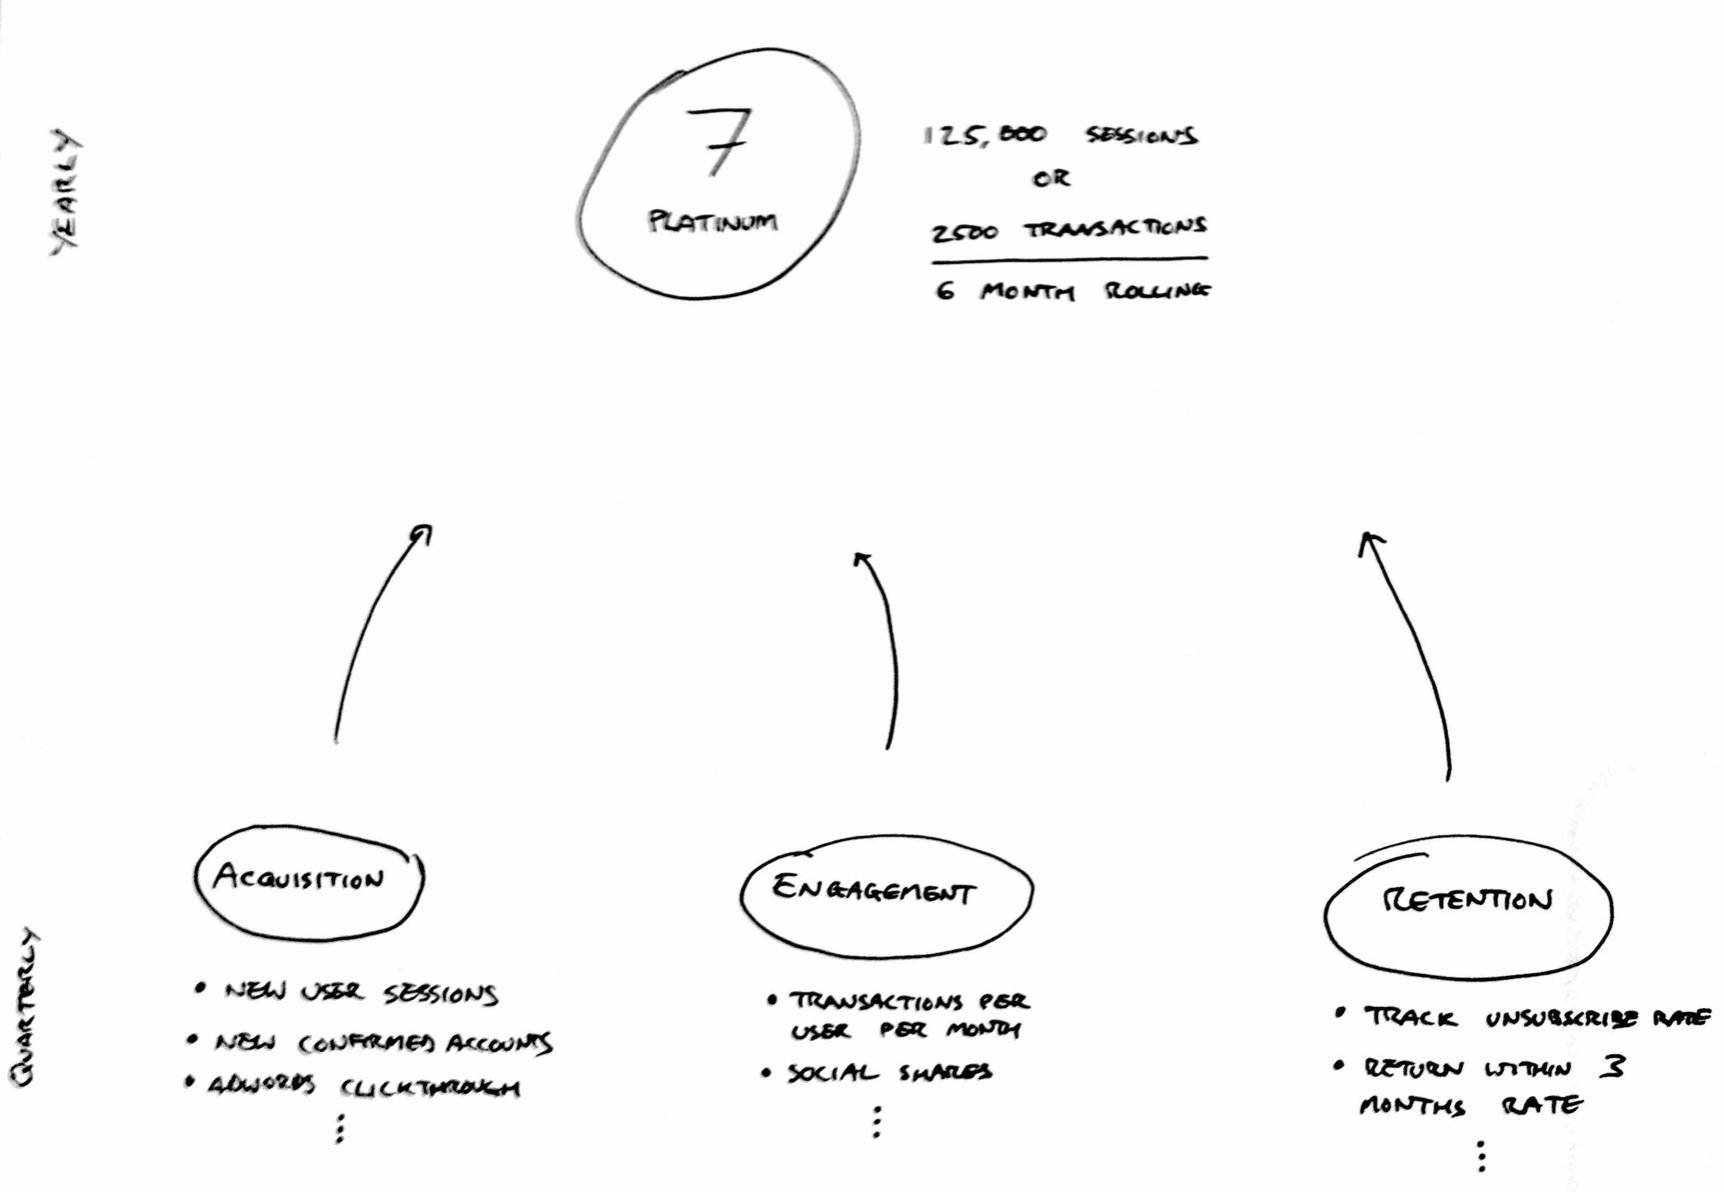 YEARLY
7
PLATINUM
125,000 SESSIONS
OR
2500 TRANSACTIONS
6 MONTH ROLLING
QUARTERLY
ACQUISITION
• NEW USER SESSIONS
• NEW CONFIRMED ACCOUNTS
• ADWORDS CLICKTHROUGH
⋮
ENGAGEMENT
• TRANSACTIONS PER
USER PER MONTH
• SOCIAL SHARES
⋮
RETENTION
• TRACK UNSUBSCRIBE RATE
• RETURN WITHIN 3
MONTHS RATE
⋮